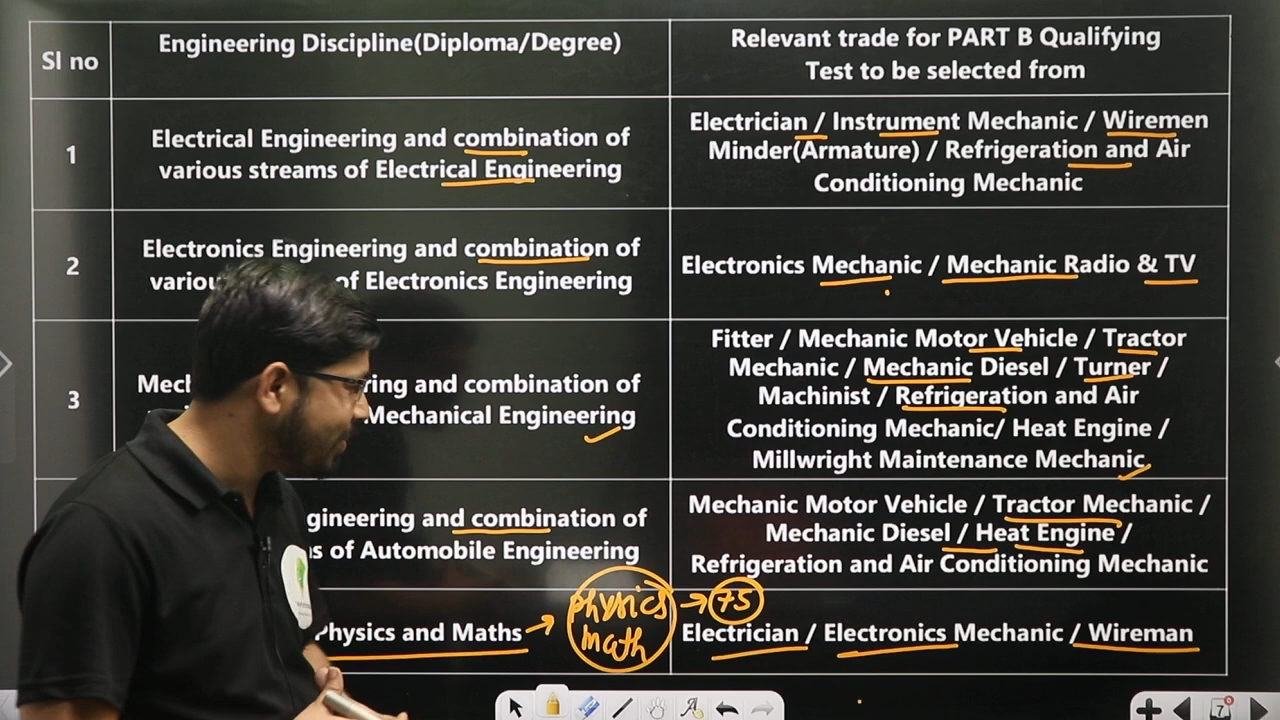 Sl no
Engineering Discipline(Diploma/Degree)
Relevant trade for PART B Qualifying
Test to be selected from
1
Electrical Engineering and combination of
various streams of Electrical Engineering
Electrician / Instrument Mechanic / Wiremen
Minder(Armature) / Refrigeration and Air
Conditioning Mechanic
2
Electronics Engineering and combination of
of Electronics Engineering
Electronics Mechanic / Mechanic Radio & TV
3
and combination of
Mechanical Engineering
Fitter / Mechanic Motor Vehicle / Tractor
Mechanic / Mechanic Diesel / Turner /
Machinist / Refrigeration and Air
Conditioning Mechanic/ Heat Engine /
Millwright Maintenance Mechanic
and combination of
of Automobile Engineering
Mechanic Motor Vehicle / Tractor Mechanic /
Mechanic Diesel / Heat Engine /
Refrigeration and Air Conditioning Mechanic
Physics and Maths
Physics
math
75
Electrician / Electronics Mechanic / Wireman
7